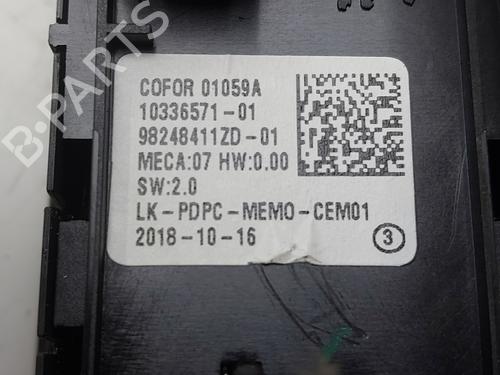 COFOR 01059A
10336571-01
98248411ZD-01
MECA:07 HW:0.00
SW:2.0
LK-PDPC-MEMO-CEM01
2018-10-16
3
B-PARTS